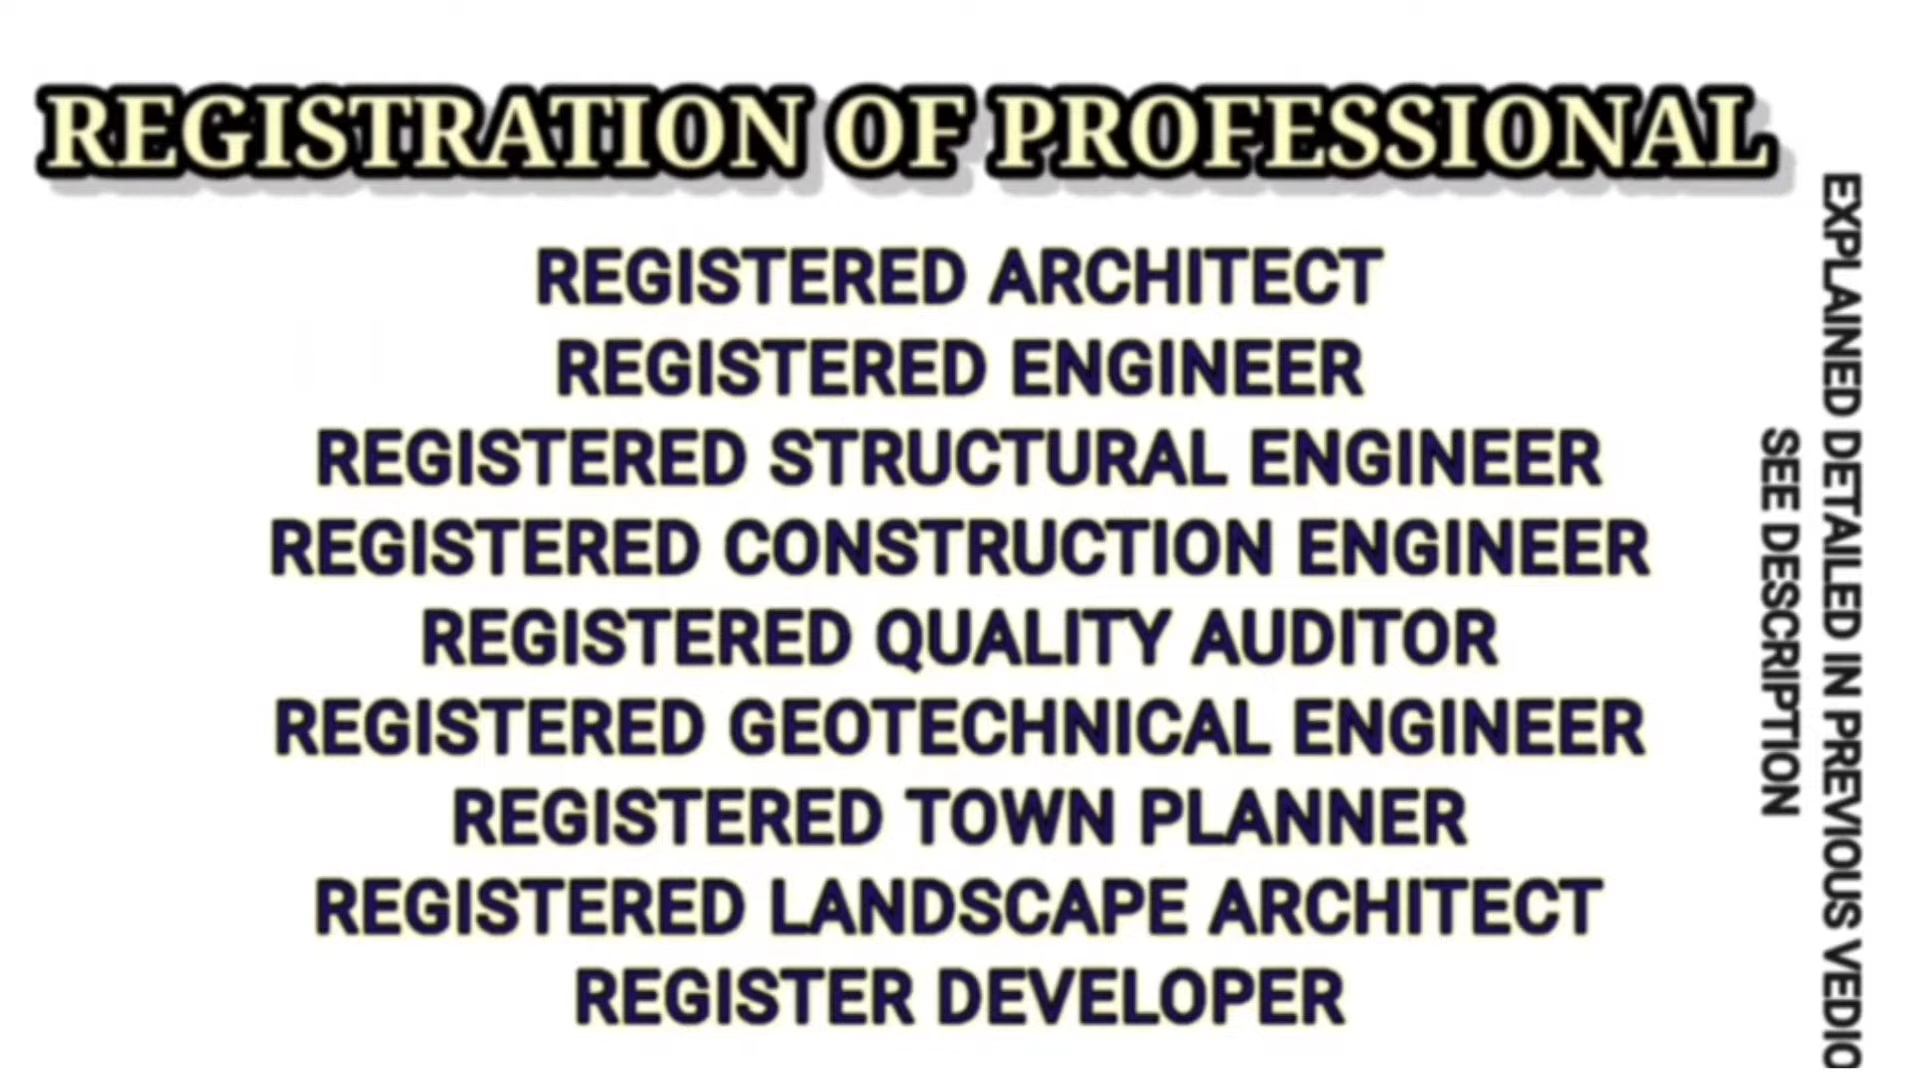 REGISTRATION OF PROFESSIONAL
REGISTERED ARCHITECT
REGISTERED ENGINEER
REGISTERED STRUCTURAL ENGINEER
REGISTERED CONSTRUCTION ENGINEER
REGISTERED QUALITY AUDITOR
REGISTERED GEOTECHNICAL ENGINEER
REGISTERED TOWN PLANNER
REGISTERED LANDSCAPE ARCHITECT
REGISTER DEVELOPER
EXPLAINED DETAILED IN PREVIOUS VEDIO
SEE DESCRIPTION